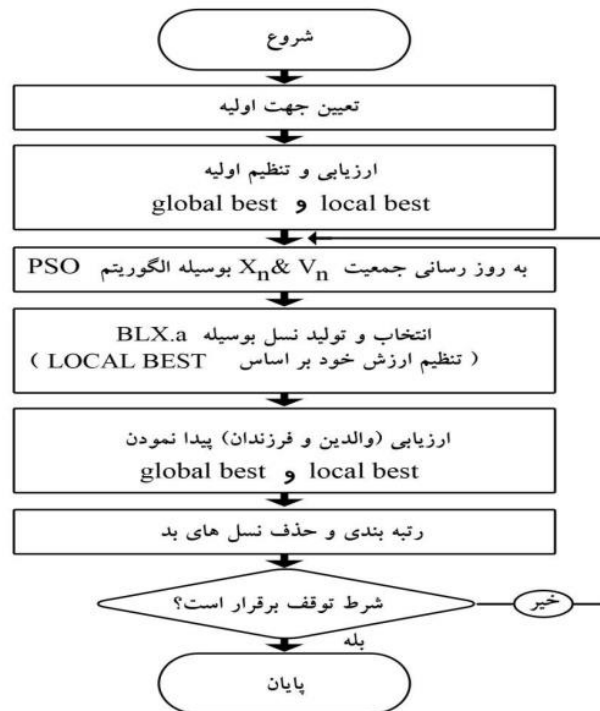 شروع
تعیین جهت اولیه
ارزیابی و تنظیم اولیه
global best و local best
به روز رسانی جمعیت Xn& Vn بوسیله الگوریتم PSO
انتخاب و تولید نسل بوسیله BLX.a
( تنظیم ارزش خود بر اساس LOCAL BEST )
ارزیابی (والدین و فرزندان) پیدا نمودن
global best و local best
رتبه بندی و حذف نسل های بد
شرط توقف برقرار است؟
خیر
بله
پایان